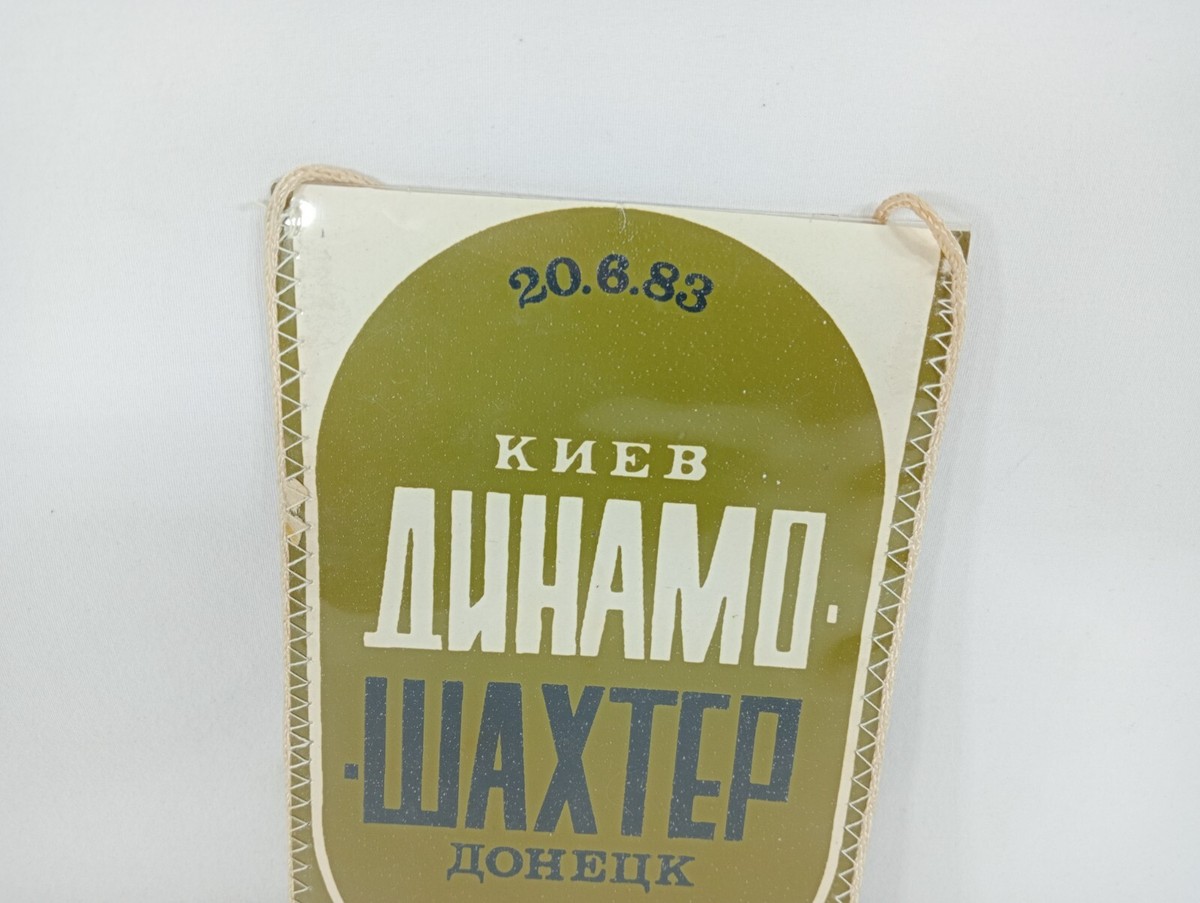 20.6.83
КИЕВ
ДИНАМО·
·ШАХТЕР
ДОНЕЦК